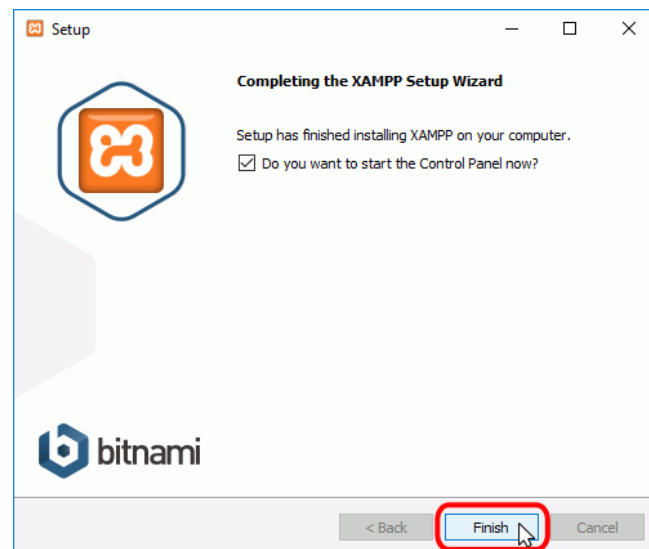 Setup
Completing the XAMPP Setup Wizard
Setup has finished installing XAMPP on your computer.
Do you want to start the Control Panel now?
bitnami
< Back
Finish
Cancel